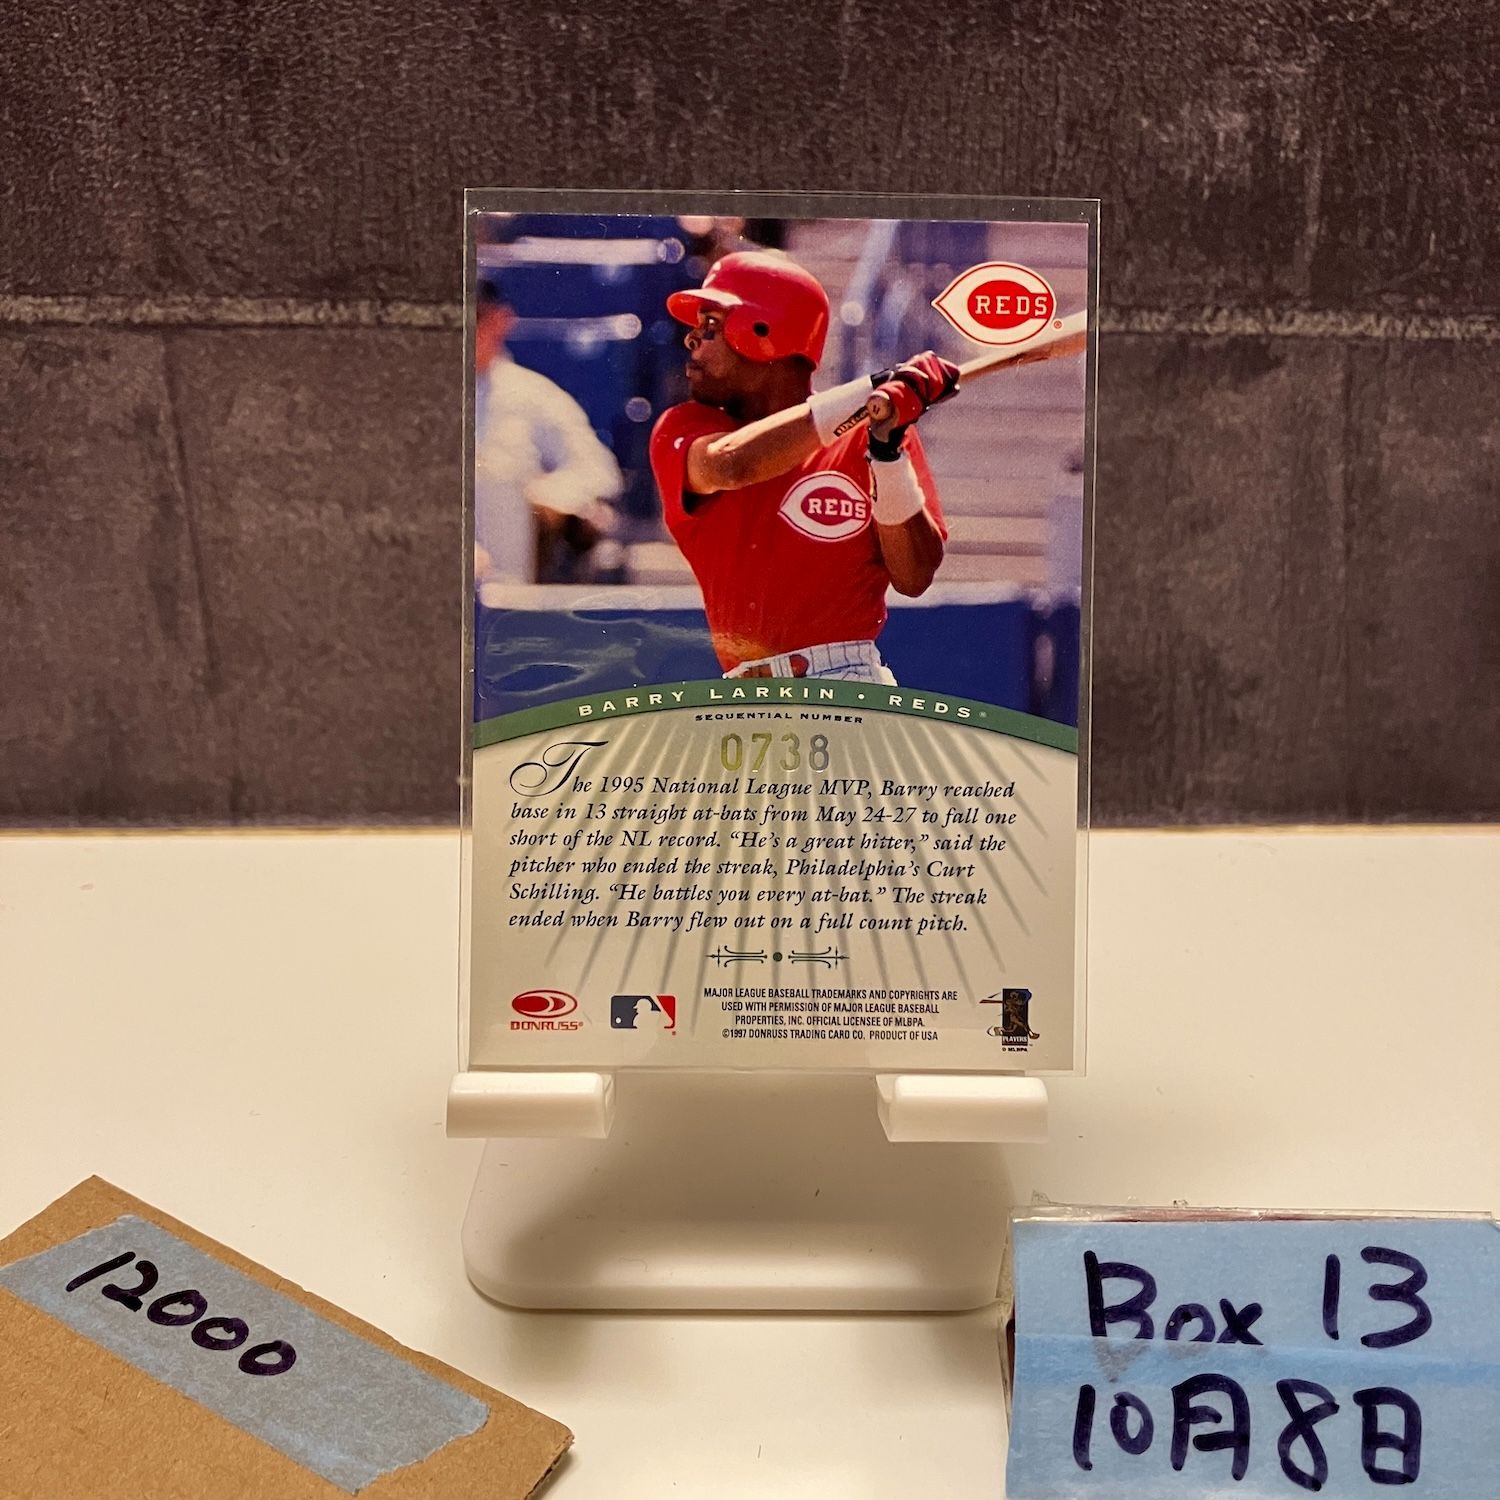 REDS
REDS
BARRY LARKIN • REDS
SEQUENTIAL NUMBER
0738
The 1995 National League MVP, Barry reached
base in 13 straight at-bats from May 24-27 to fall one
short of the NL record. “He’s a great hitter,” said the
pitcher who ended the streak, Philadelphia’s Curt
Schilling. “He battles you every at-bat.” The streak
ended when Barry flew out on a full count pitch.
DONRUSS®
MAJOR LEAGUE BASEBALL TRADEMARKS AND COPYRIGHTS ARE
USED WITH PERMISSION OF MAJOR LEAGUE BASEBALL
PROPERTIES, INC. OFFICIAL LICENSEE OF MLBPA.
©1997 DONRUSS TRADING CARD CO. PRODUCT OF USA
PLAYERS
© MLBPA
12000
Box 13
10月8日